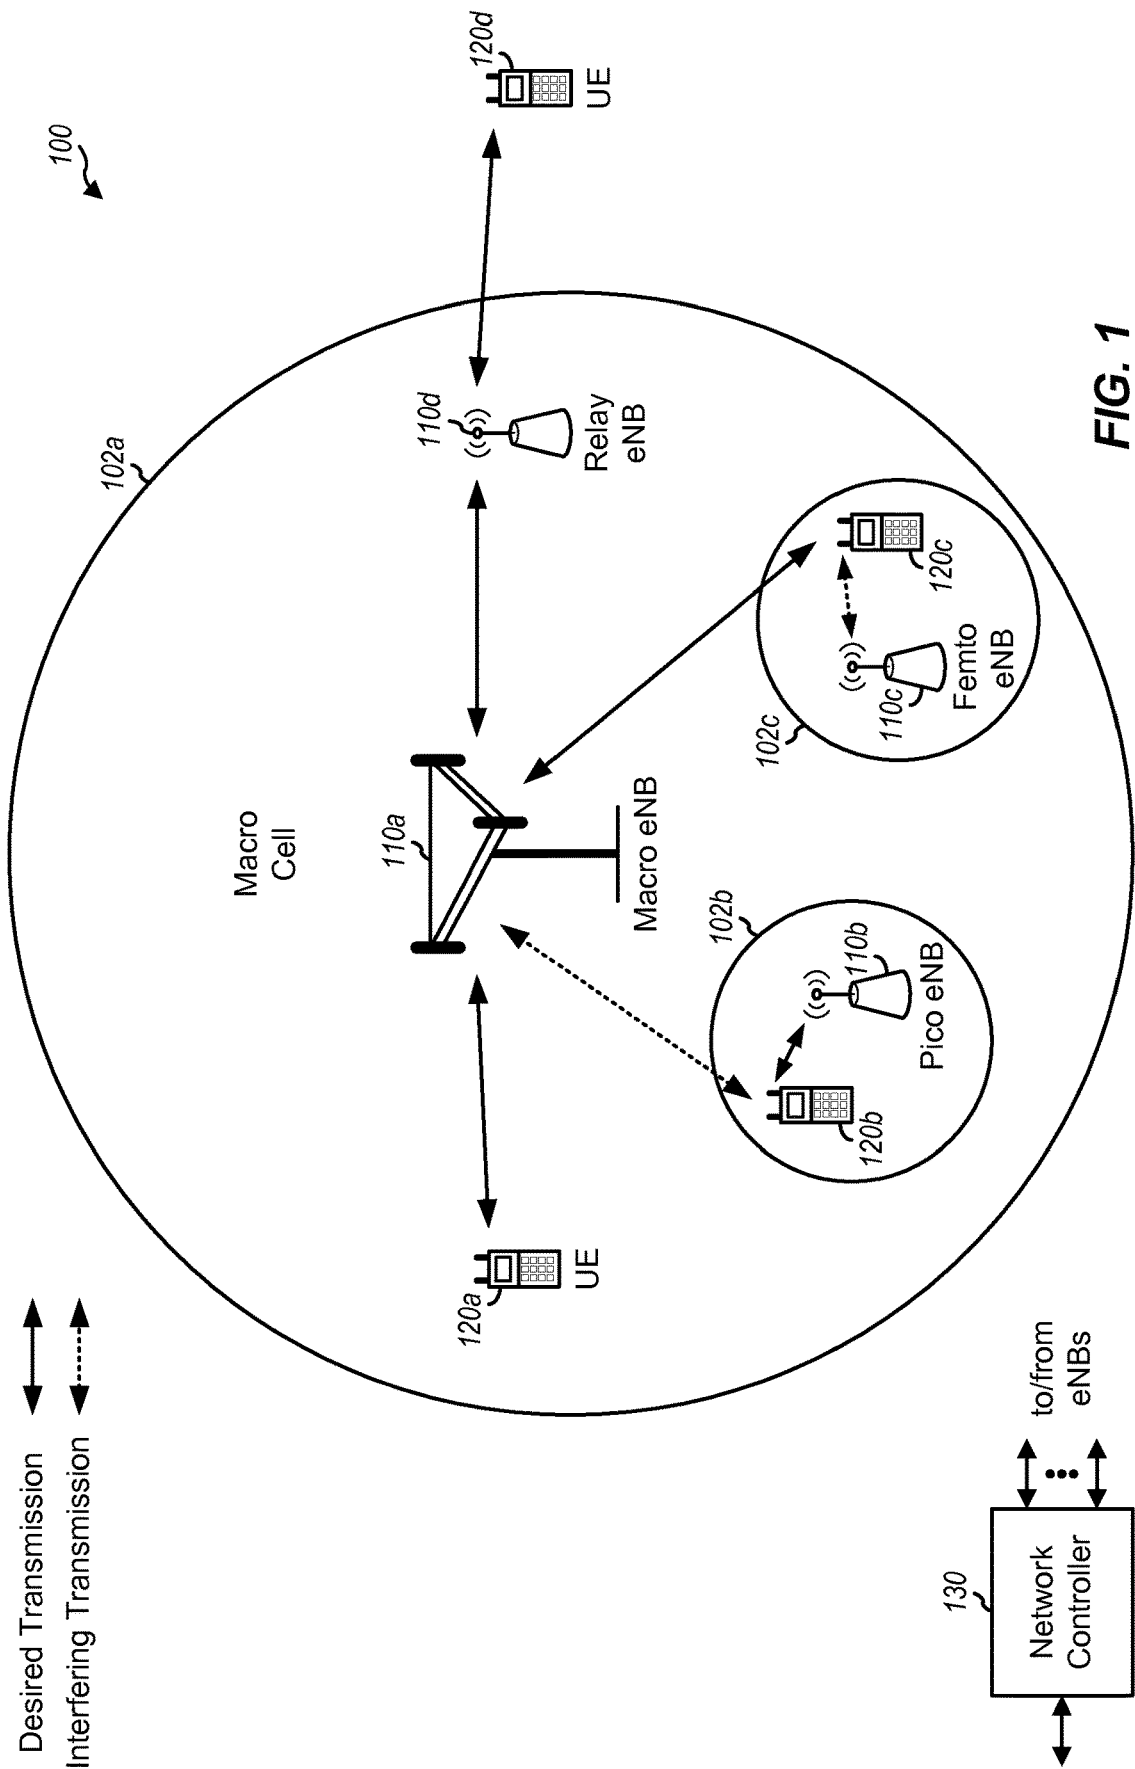 Desired Transmission
Interfering Transmission
100
102a
Macro
Cell
110a
Macro eNB
120a
UE
110d
Relay
eNB
120d
UE
102b
120b
110b
Pico eNB
102c
110c
Femto
eNB
120c
130
Network
Controller
to/from
eNBs
FIG. 1